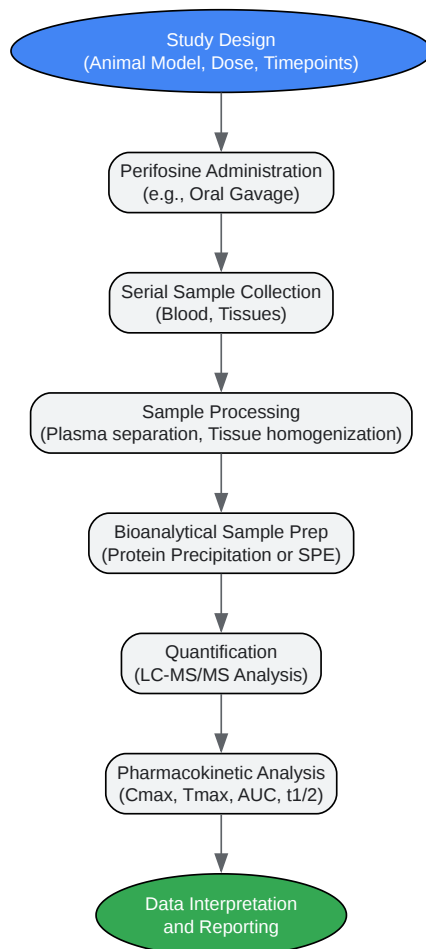 Study Design
(Animal Model, Dose, Timepoints)
Perifosine Administration
(e.g., Oral Gavage)
Serial Sample Collection
(Blood, Tissues)
Sample Processing
(Plasma separation, Tissue homogenization)
Bioanalytical Sample Prep
(Protein Precipitation or SPE)
Quantification
(LC-MS/MS Analysis)
Pharmacokinetic Analysis
(Cmax, Tmax, AUC, t1/2)
Data Interpretation
and Reporting